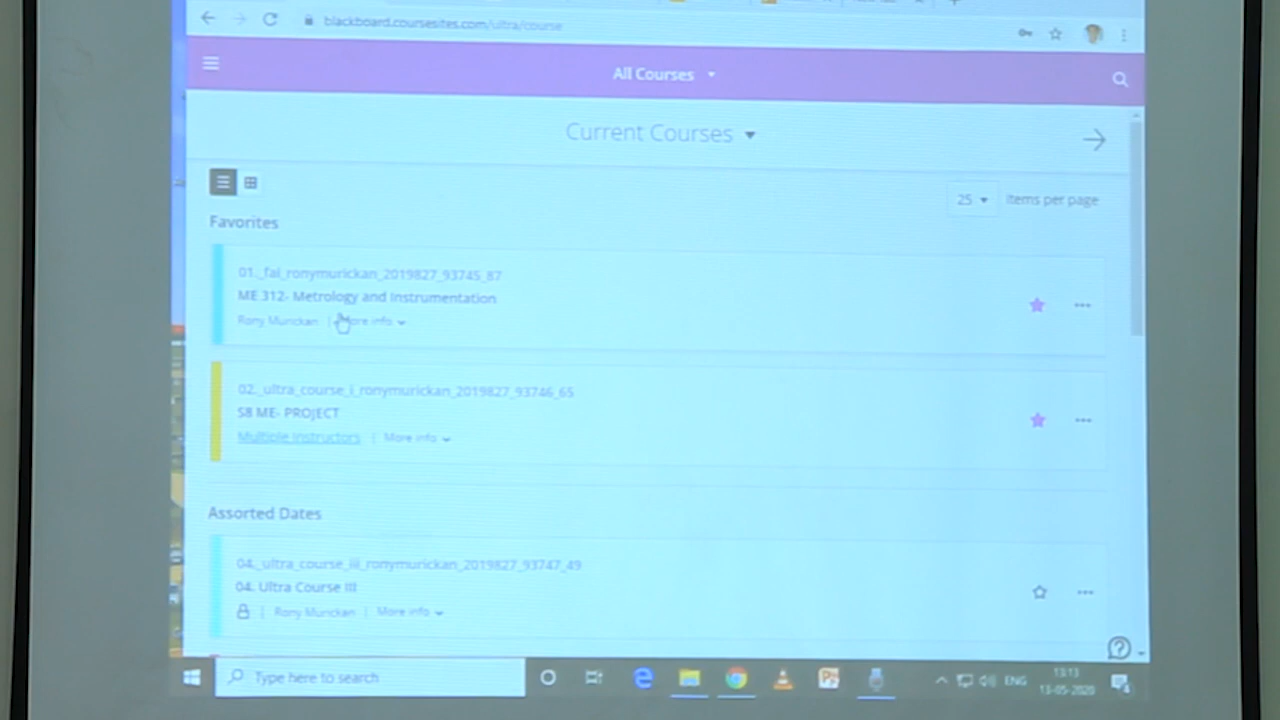 blackboard.coursesites.com/ultra/course
All Courses
Current Courses
25 items per page
Favorites
01._fai_ronymurickan_2019827_93745_87
ME 312- Metrology and Instrumentation
Rony Murickan | More info
02._ultra_course_i_ronymurickan_2019827_93746_65
S8 ME- PROJECT
Multiple Instructors | More info
Assorted Dates
04._ultra_course_iii_ronymurickan_2019827_93747_49
04. Ultra Course III
| Rony Murickan | More info
Type here to search
ENG
13:13
13-05-2020